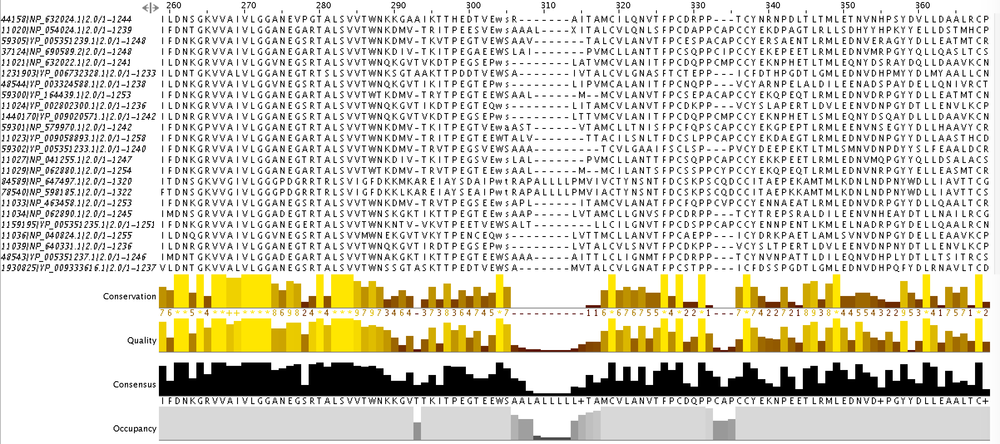 260 270 280 290 300 310 320 330 340 350 360
44158|NP_632024.1|2.0/1-1244 ILDNSGKVVAIVLGGANEVPGTALSVVTWNKKGAAIKTTHEDTVEwsR-------AITAMCILQNVTFPCDRPP---TCYNRNPDLTLTMLETNVNHPSYDVLLDAALRCP
11020|NP_054024.1|2.0/1-1239 IFDNTGKVVAIVLGGANEGARTALSVVTWNKDMV-TRITPEESVEwsAAAL----XITALCVLQNLSFPCDAPPCAPCCYEKDPAGTLRLLSDHYYHPKYYELLDSTMHCP
59305|YP_005351239.1|2.0/1-1248 IFDNKGRVVAIVLGGANEGSRTALSVVTWNKDMV-TKVTPEGTVEWSAAV-------TALCVLANVTFPCESPACAPCCYERSAENTLRMLEDNVERAGYYDLLEATMTCR
37124|NP_690589.2|2.0/1-1248 IFDNKGRVVAIVLGGANEGARTALSVVTWNKDIV-TKITPEGAEEWSLAI-------PVMCLLANTTFPCSQPPCIPCCYEKEPEETLRMLEDNVMRPGYYQLLQASLTCS
11021|NP_632022.1|2.0/1-1241 ILDNKGRVVAIVLGGVNEGSRTALSVVTWNQKGVTVKDTPEGSEPws--------LATVMCVLANITFPCDQPPCMPCCYEKNPHETLTMLEQNYDSRAYDQLLDAAVKCN
1231903|YP_006732328.1|2.0/1-1233 ILDNTGKVVALVLGGANEGTRTSLSVVTWNKSGTAAKTTPDDTVEWSA-------IVTALCVLGNASFTCTEPP---ICFDTHPGDTLGMLEDNVDHPMYYDLMYAALLCN
48544|YP_003324588.1|2.0/1-1238 ILDNKGRVVAIVLGGVNEGSRTALSVVTWNQKGVTIKITPEGTEPws--------LIPVMCALANITFPCNQPP---VCYARNPELALDILEENADSPAYDELLQNIVRCT
59300|YP_164439.1|2.0/1-1253 IFDNKGRVVAIVLGGANEGARTALSVVTWTKDMV-TRYTPEGTEEWSAAL------M--MCVLANVTFPCSEPACAPCCYEKQPEQTLRMLEDNVDRPGYYDLLEATMTCN
11024|YP_002802300.1|2.0/1-1236 ILDNKGRVVAIVLGGVNEGSRTALSVVTWNQKGVTIKDTPEGTEQws--------LITAMCVLANVTFPCDKPP---VCYSLAPERTLDVLEENVDNPGYDTLLENVLKCP
1440170|YP_009020571.1|2.0/1-1242 ILDNRGRVVAIVLGGVNEGSRTALSVVTWNQKGVTVKDTPEGSEPws--------LTTVMCVLANITFPCDQPPCMPCCYEKNPHETLSMLEQNYDSQAYDLLLDAAVKCN
59301|NP_579970.1|2.0/1-1242 IFDNKGPVVAIVLGGANEGTRTALSVVTWNKDMV-TKITPEGTVEwaAST------VTAMCLLTNISFPCFQPSCAPCCYEKGPEPTLRMLEENVNSEGYYDLLHAAVYCR
11023|YP_009058893.1|2.0/1-1258 IFDNKGRVVAIVLGGANEGARTALSVVTWNKDMV-TRITPEGTEEWTALV-------TTACILSNLTFDCSLPPCAPCCYEKDAEGTLRMLEDNVDNPGYYDLLAASTHCD
59302|YP_005351233.1|2.0/1-1240 IFDNKGRVVAIVLGGANEGARTALSVVTWNKDMV-TRVTPEGSVEWSAAA---------TCVLGAAIFSCLSP---PVCYDEEPEKTLTMLSMNVDNPDYYSLFEAALDCR
11027|NP_041255.1|2.0/1-1247 IFDNKGRVVAIVLGGANEGTRTALSVVTWNKDIV-TKITPEGSVEwsLAL-------PVMCLLANTTFPCSQPPCAPCCYEKKPEETLRMLEDNVMQPGYYQLLDSALACS
11029|NP_062880.1|2.0/1-1254 IFDNKGRVVAIVLGGANEGARTALSVVTWTKDMV-TRVTPEGTEEwsAAL------M--MCILANTSFPCSSPPCYPCCYEKQPEQTLRMLEDNVNRPGYYELLEASMTCR
84589|NP_647497.1|2.0/1-1320 ITDNSGKVVGIVLGGGPDGRRTRLSVIGFDKKMKAREIAYSDAIPwtRAPALLLLPMVIVCTYNSNTFDCSKPSCQDCCITAEPEKAMTMLKDNLNDPNYWDLLIAVTTCG
78540|NP_598185.1|2.0/1-1322 FTDNSGKVVGIVLGGGPDGRRTRLSVIGFDKKLKAREIAYSEAIPwtRAPALLLLPMVIACTYNSNTFDCSKPSCQDCCITAEPKKAMTMLKDNLNDPNYWDLLIAVTTCS
11033|NP_463458.1|2.0/1-1253 IFDNKGRVVAIVLGGANEGSRTALSVVTWNKDMV-TRVTPEGSEEwsAPL------ITAMCVLANATFPCFQPPCVPCCYENNAEATLRMLEDNVDRPGYYDLLQAALTCR
11034|NP_062890.1|2.0/1-1245 IMDNSGRVVAIVLGGADEGTRTALSVVTWNSKGKTIKTTPEGTEEwsAAP-----LVTAMCLLGNVSFPCDRPP---TCYTREPSRALDILEENVNHEAYDTLLNAILRCG
1159195|YP_005351235.1|2.0/1-1251 IFDNKGRVVAIVLGGANEGERTALSVVTWNKNTV-VKVTPEETVEWSALT--------LLCILGNVTFPCDSPPCAPCCYENNPENTLKMLELNADRPGYDELLQAALRCN
11036|NP_040824.1|2.0/1-1255 ILDNQGRVVAIVLGGVNEGSRTALSVVMWNEKGVTVKYTPENCEQws--------LVTTMCLLANVTFPCAEPP---ICYDRKPAETLAMLSVNVDNPGYDELLEAAVKCP
11039|NP_640331.1|2.0/1-1236 ILDNRGRVVAIVLGGVNEGSRTALSVVTWNQKGVTIRDTPEGSEPws--------LVTALCVLSNVTFPCDKPP---VCYSLTPERTLDVLEENVDNPNYDTLLENVLKCP
48543|YP_005351237.1|2.0/1-1246 IMDNTGKVVAIVLGGADEGARTALSVVTWNAKGKTIKTTPEGTEEWSAAA-----AITTLCLIGNMTFPCDRPP---TCYNVNPATTLDILEQNVDHPLYDTLLTSITRCS
1930825|YP_009333616.1|2.0/1-1237 VLDNTGKVVALVLGGANEGSRTALSVVTWNSSGTASKTTPEDTVEWSA-------MVTALCVLGNATFPCSTPP---ICFDSSPGDTLGMLEDNVDHPQFYDLRNAVLTCD
Conservation
76**5*4**++****869824*4***97973464-3738364745*7----------116*676755*4*22*1---7*74227218938*445543229 53*417571*2
Quality
Consensus
IFDNKGRVVAIVLGGANEGSRTALSVVTWNKKGVTTKITPEGTEEWSAALALLLLL+TAMCVLANVTFPCDQPPCAPCCYEKNPEETLRMLEDNVD+PGYYDLLEAALTC+
Occupancy